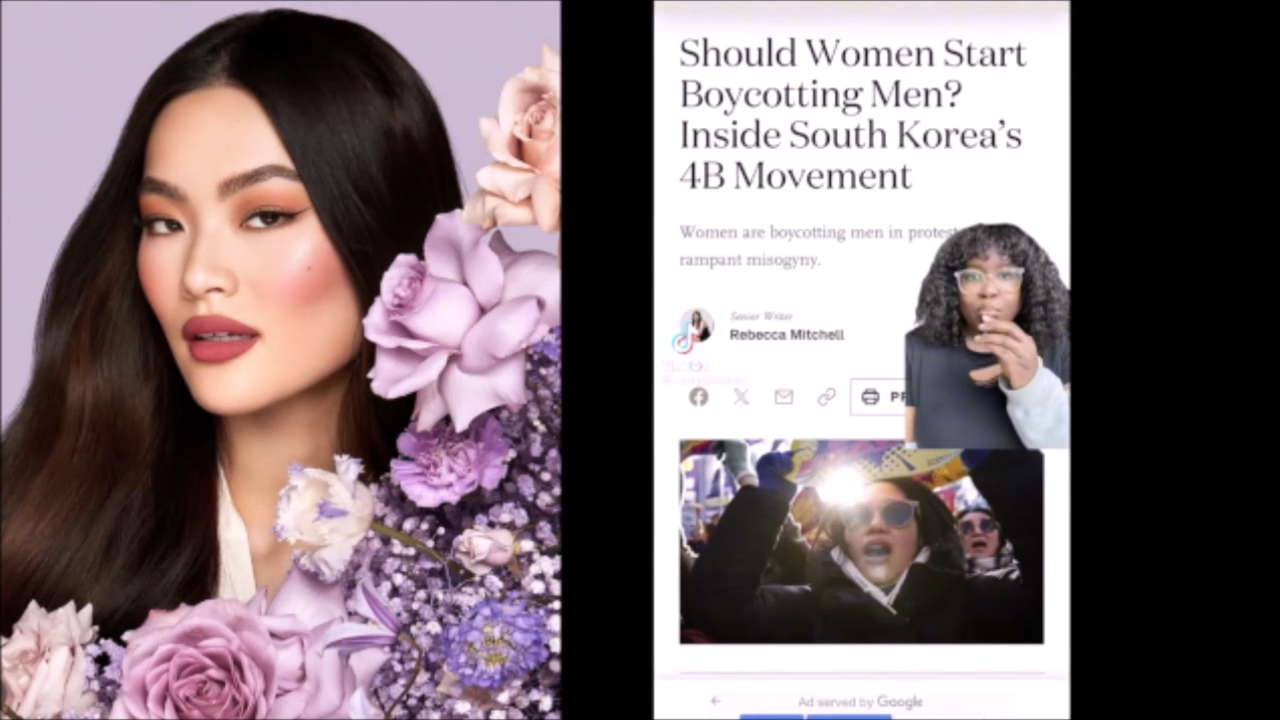 Should Women Start
Boycotting Men?
Inside South Korea's
4B Movement
Women are boycotting men in protest
rampant misogyny.
Senior Writer
Rebecca Mitchell
Ad served by Google